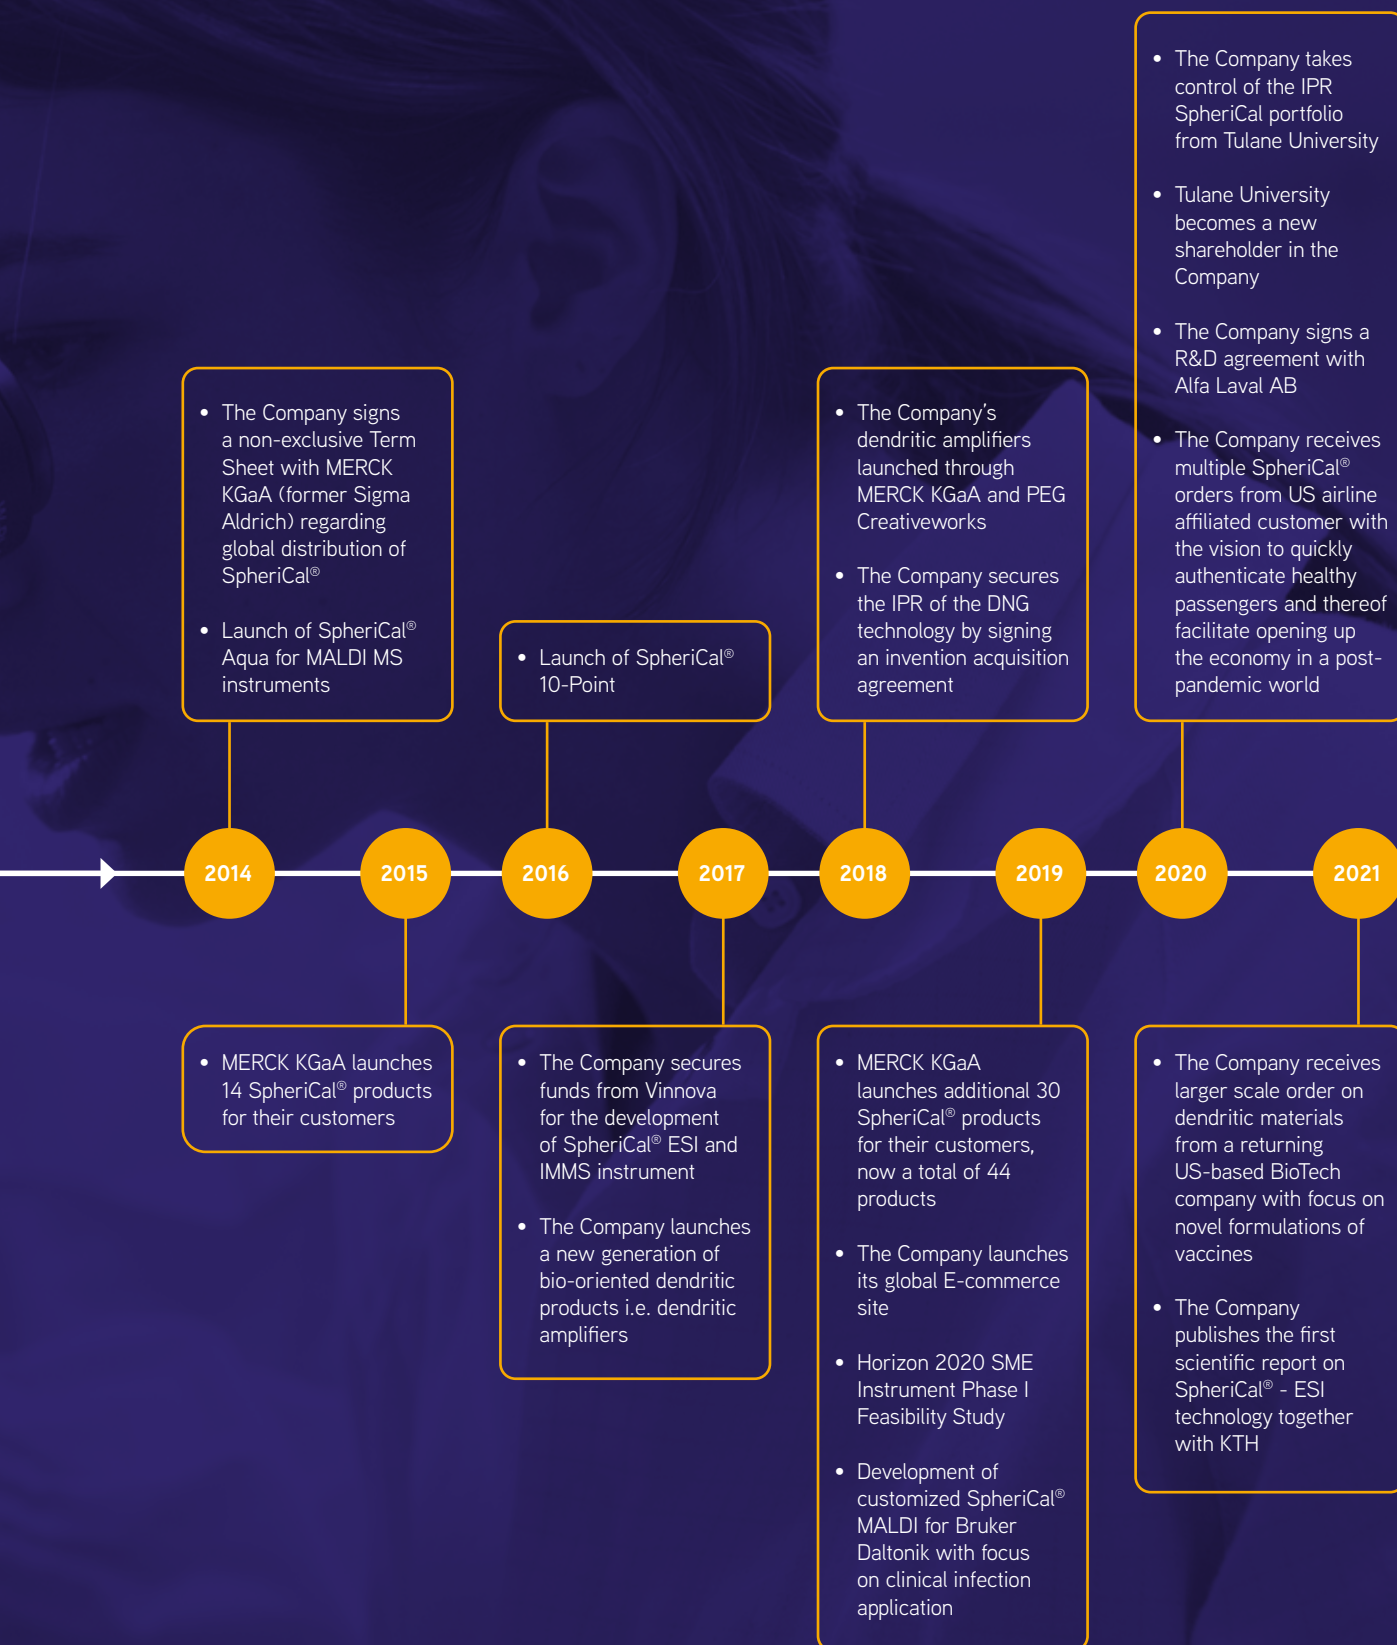 • The Company takes
control of the IPR
SpheriCal portfolio
from Tulane University
• Tulane University
becomes a new
shareholder in the
Company
• The Company signs a
R&D agreement with
Alfa Laval AB
• The Company receives
multiple SpheriCal®
orders from US airline
affiliated customer with
the vision to quickly
authenticate healthy
passengers and thereof
facilitate opening up
the economy in a post-
pandemic world
• The Company signs
a non-exclusive Term
Sheet with MERCK
KGaA (former Sigma
Aldrich) regarding
global distribution of
SpheriCal®
• Launch of SpheriCal®
Aqua for MALDI MS
instruments
• Launch of SpheriCal®
10-Point
• The Company's
dendritic amplifiers
launched through
MERCK KGaA and PEG
Creativeworks
• The Company secures
the IPR of the DNG
technology by signing
an invention acquisition
agreement
2014 2015 2016 2017 2018 2019 2020 2021
• MERCK KGaA launches
14 SpheriCal® products
for their customers
• The Company secures
funds from Vinnova
for the development
of SpheriCal® ESI and
IMMS instrument
• The Company launches
a new generation of
bio-oriented dendritic
products i.e. dendritic
amplifiers
• MERCK KGaA
launches additional 30
SpheriCal® products
for their customers,
now a total of 44
products
• The Company launches
its global E-commerce
site
• Horizon 2020 SME
Instrument Phase I
Feasibility Study
• Development of
customized SpheriCal®
MALDI for Bruker
Daltonik with focus
on clinical infection
application
• The Company receives
larger scale order on
dendritic materials
from a returning
US-based BioTech
company with focus on
novel formulations of
vaccines
• The Company
publishes the first
scientific report on
SpheriCal® - ESI
technology together
with KTH